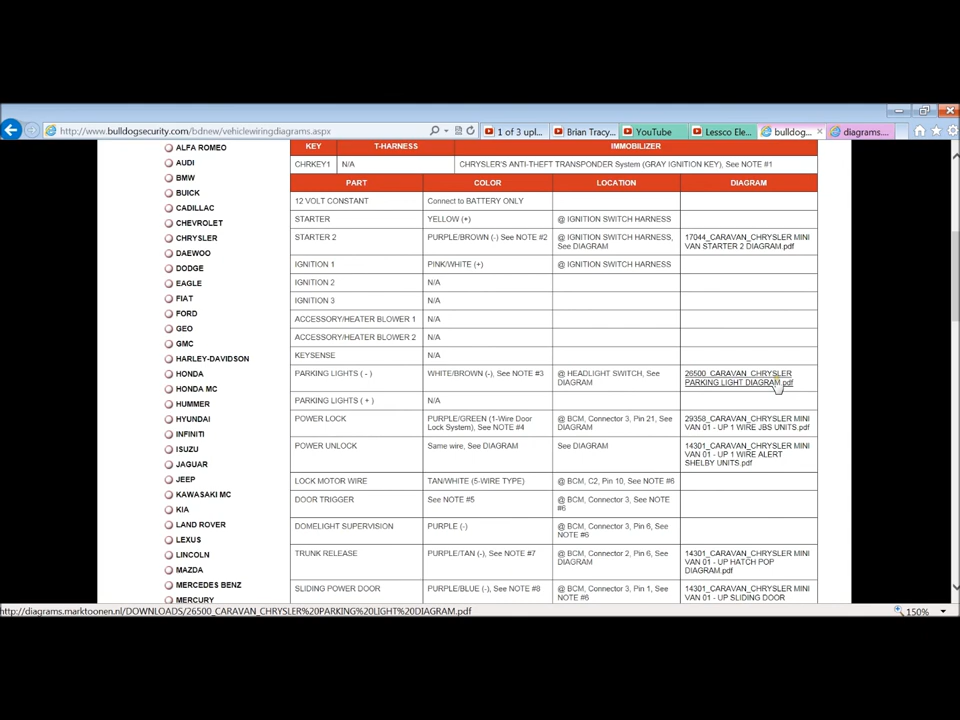 http://www.bulldogsecurity.com/bdnew/vehiclewiringdiagrams.aspx
1 of 3 upl...
Brian Tracy...
YouTube
Lessco Ele...
bulldog...
diagrams....
ALFA ROMEO
AUDI
BMW
BUICK
CADILLAC
CHEVROLET
CHRYSLER
DAEWOO
DODGE
EAGLE
FIAT
FORD
GEO
GMC
HARLEY-DAVIDSON
HONDA
HONDA MC
HUMMER
HYUNDAI
INFINITI
ISUZU
JAGUAR
JEEP
KAWASAKI MC
KIA
LAND ROVER
LEXUS
LINCOLN
MAZDA
MERCEDES BENZ
MERCURY
KEY T-HARNESS IMMOBILIZER
CHRKEY1 N/A CHRYSLER'S ANTI-THEFT TRANSPONDER System (GRAY IGNITION KEY), See NOTE #1
PART COLOR LOCATION DIAGRAM
12 VOLT CONSTANT Connect to BATTERY ONLY
STARTER YELLOW (+) @ IGNITION SWITCH HARNESS
STARTER 2 PURPLE/BROWN (-) See NOTE #2 @ IGNITION SWITCH HARNESS, 17044_CARAVAN_CHRYSLER MINI
See DIAGRAM VAN STARTER 2 DIAGRAM.pdf
IGNITION 1 PINK/WHITE (+) @ IGNITION SWITCH HARNESS
IGNITION 2 N/A
IGNITION 3 N/A
ACCESSORY/HEATER BLOWER 1 N/A
ACCESSORY/HEATER BLOWER 2 N/A
KEYSENSE N/A
PARKING LIGHTS ( - ) WHITE/BROWN (-), See NOTE #3 @ HEADLIGHT SWITCH, See 26500_CARAVAN_CHRYSLER
DIAGRAM PARKING LIGHT DIAGRAM.pdf
PARKING LIGHTS ( + ) N/A
POWER LOCK PURPLE/GREEN (1-Wire Door @ BCM, Connector 3, Pin 21, See 29358_CARAVAN_CHRYSLER MINI
Lock System), See NOTE #4 DIAGRAM VAN 01 - UP 1 WIRE JBS UNITS.pdf
POWER UNLOCK Same wire, See DIAGRAM See DIAGRAM 14301_CARAVAN_CHRYSLER MINI
VAN 01 - UP 1 WIRE ALERT
SHELBY UNITS.pdf
LOCK MOTOR WIRE TAN/WHITE (5-WIRE TYPE) @ BCM, C2, Pin 10, See NOTE #6
DOOR TRIGGER See NOTE #5 @ BCM, Connector 3, See NOTE
#6
DOMELIGHT SUPERVISION PURPLE (-) @ BCM, Connector 3, Pin 6, See
NOTE #6
TRUNK RELEASE PURPLE/TAN (-), See NOTE #7 @ BCM, Connector 2, Pin 6, See 14301_CARAVAN_CHRYSLER MINI
DIAGRAM VAN 01 - UP HATCH POP
DIAGRAM.pdf
SLIDING POWER DOOR PURPLE/BLUE (-), See NOTE #8 @ BCM, Connector 3, Pin 1, See 14301_CARAVAN_CHRYSLER MINI
NOTE #6 VAN 01 - UP SLIDING DOOR
http://diagrams.marktoonen.nl/DOWNLOADS/26500_CARAVAN_CHRYSLER%20PARKING%20LIGHT%20DIAGRAM.pdf
150%